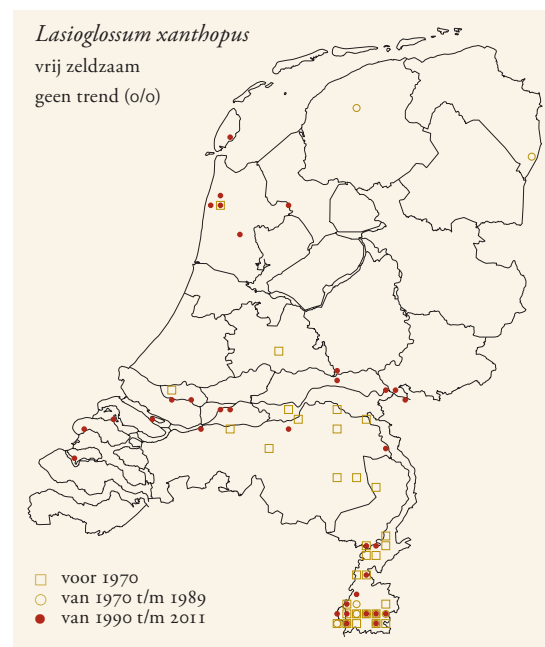 Lasioglossum xanthopus
vrij zeldzaam
geen trend (0/0)
voor 1970
van 1970 t/m 1989
van 1990 t/m 2011